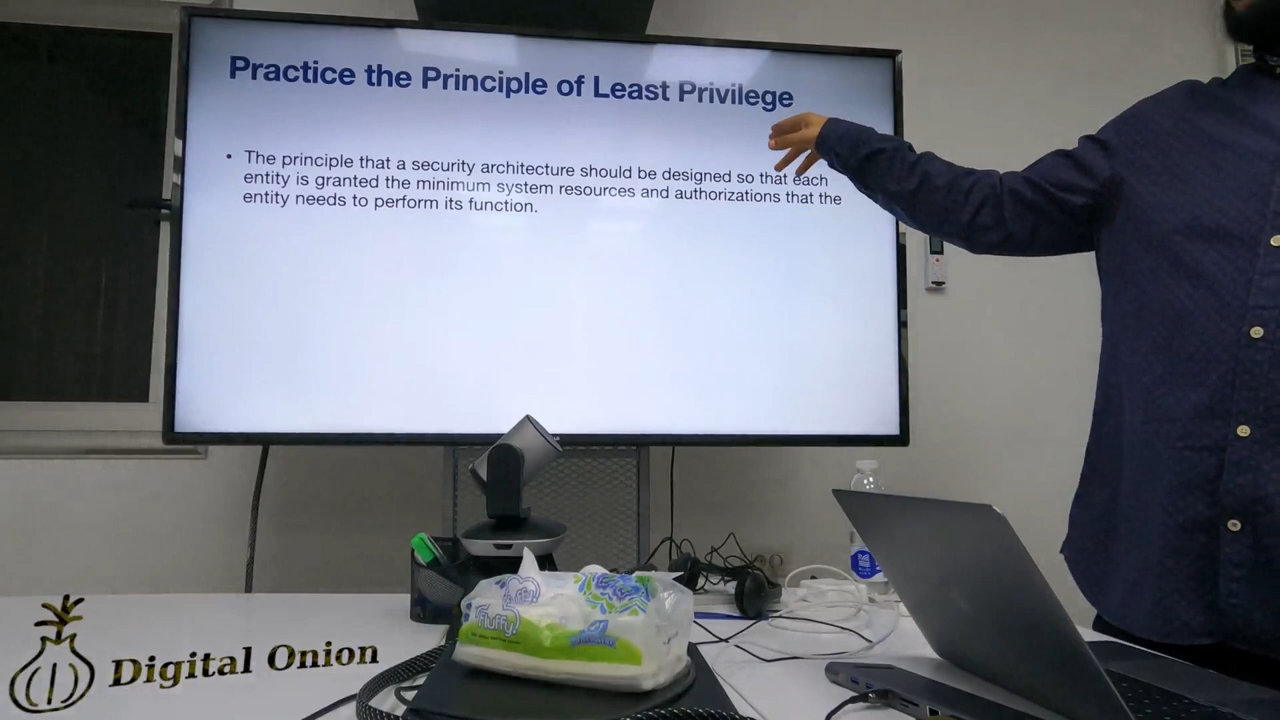 Practice the Principle of Least Privilege
• The principle that a security architecture should be designed so that each
entity is granted the minimum system resources and authorizations that the
entity needs to perform its function.
Fluffy!
Digital Onion